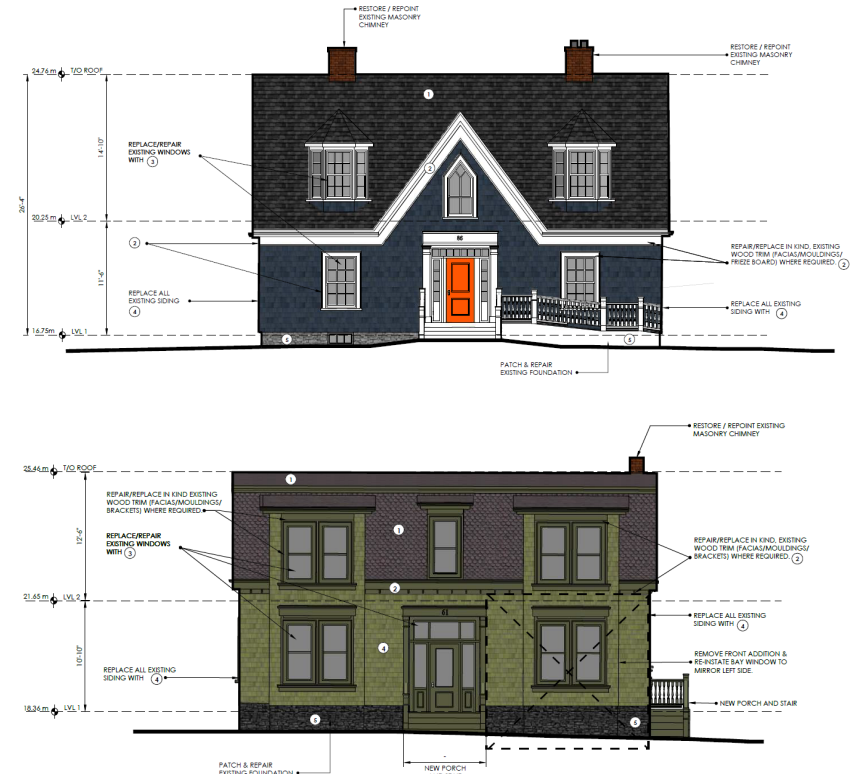 RESTORE / REPOINT
EXISTING MASONRY
CHIMNEY
RESTORE / REPOINT
EXISTING MASONRY
CHIMNEY
24.76 m T/O ROOF
1
14'-10"
REPLACE/REPAIR
EXISTING WINDOWS
WITH 3
2
26'-4"
20.25 m LVL 2
2
86
REPAIR/REPLACE IN KIND, EXISTING
WOOD TRIM (FACIAS/MOULDINGS/
FRIEZE BOARD) WHERE REQUIRED. 2
11'-6"
REPLACE ALL
EXISTING SIDING
4
REPLACE ALL EXISTING
SIDING WITH 4
16.75m LVL 1
5
5
PATCH & REPAIR
EXISTING FOUNDATION
RESTORE / REPOINT EXISTING
MASONRY CHIMNEY
25.46 m T/O ROOF
1
REPAIR/REPLACE IN KIND EXISTING
WOOD TRIM (FACIAS/MOULDINGS/
BRACKETS) WHERE REQUIRED.
12'-6"
1
REPLACE/REPAIR
EXISTING WINDOWS
WITH 3
REPAIR/REPLACE IN KIND, EXISTING
WOOD TRIM (FACIAS/MOULDINGS/
BRACKETS) WHERE REQUIRED. 2
2
21.65 m LVL 2
61
REPLACE ALL EXISTING
SIDING WITH 4
10'-10"
4
REMOVE FRONT ADDITION &
RE-INSTATE BAY WINDOW TO
MIRROR LEFT SIDE.
REPLACE ALL EXISTING
SIDING WITH 4
NEW PORCH AND STAIR
18.36 m LVL 1
5
5
PATCH & REPAIR
EXISTING FOUNDATION
NEW PORCH